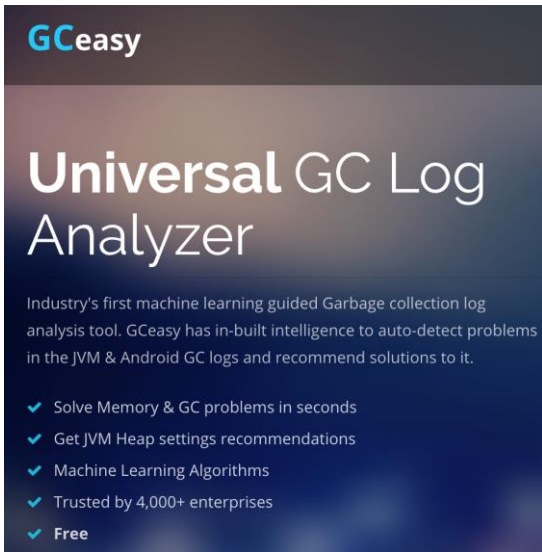 GCeasy
Universal GC Log
Analyzer
Industry's first machine learning guided Garbage collection log
analysis tool. GCeasy has in-built intelligence to auto-detect problems
in the JVM & Android GC logs and recommend solutions to it.
Solve Memory & GC problems in seconds
Get JVM Heap settings recommendations
Machine Learning Algorithms
Trusted by 4,000+ enterprises
Free